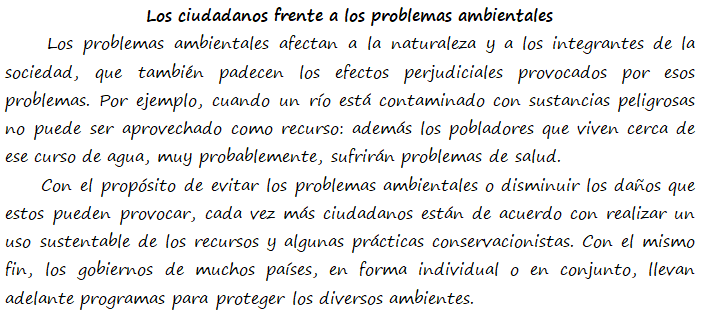 Los ciudadanos frente a los problemas ambientales
Los problemas ambientales afectan a la naturaleza y a los integrantes de la
sociedad, que también padecen los efectos perjudiciales provocados por esos
problemas. Por ejemplo, cuando un río está contaminado con sustancias peligrosas
no puede ser aprovechado como recurso: además los pobladores que viven cerca de
ese curso de agua, muy probablemente, sufrirán problemas de salud.
Con el propósito de evitar los problemas ambientales o disminuir los daños que
estos pueden provocar, cada vez más ciudadanos están de acuerdo con realizar un
uso sustentable de los recursos y algunas prácticas conservacionistas. Con el mismo
fin, los gobiernos de muchos países, en forma individual o en conjunto, llevan
adelante programas para proteger los diversos ambientes.